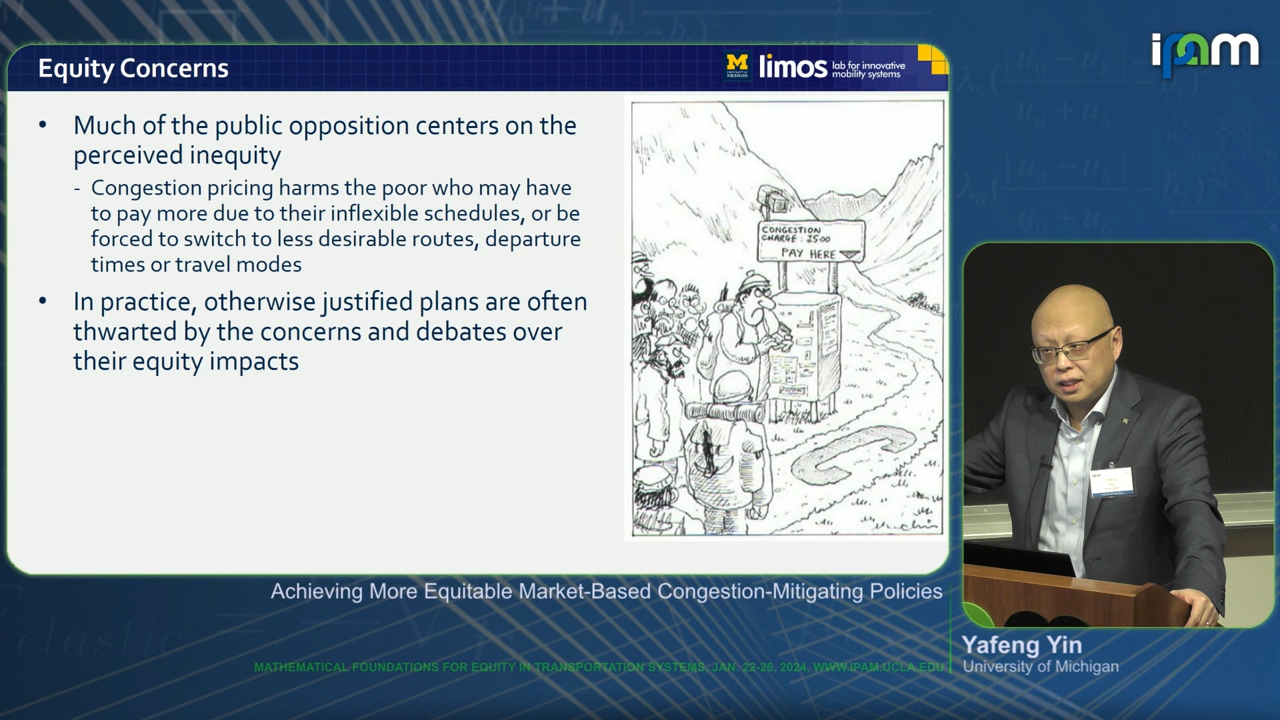 ipam
Equity Concerns
M
limos lab for innovative
mobility systems
• Much of the public opposition centers on the
perceived inequity
- Congestion pricing harms the poor who may have
to pay more due to their inflexible schedules, or be
forced to switch to less desirable routes, departure
times or travel modes
• In practice, otherwise justified plans are often
thwarted by the concerns and debates over
their equity impacts
CONGESTION
CHARGE : £5·00
PAY HERE
C
Achieving More Equitable Market-Based Congestion-Mitigating Policies
Yafeng Yin
University of Michigan
MATHEMATICAL FOUNDATIONS FOR EQUITY IN TRANSPORTATION SYSTEMS, JAN. 22-26, 2024, WWW.IPAM.UCLA.EDU
elastic